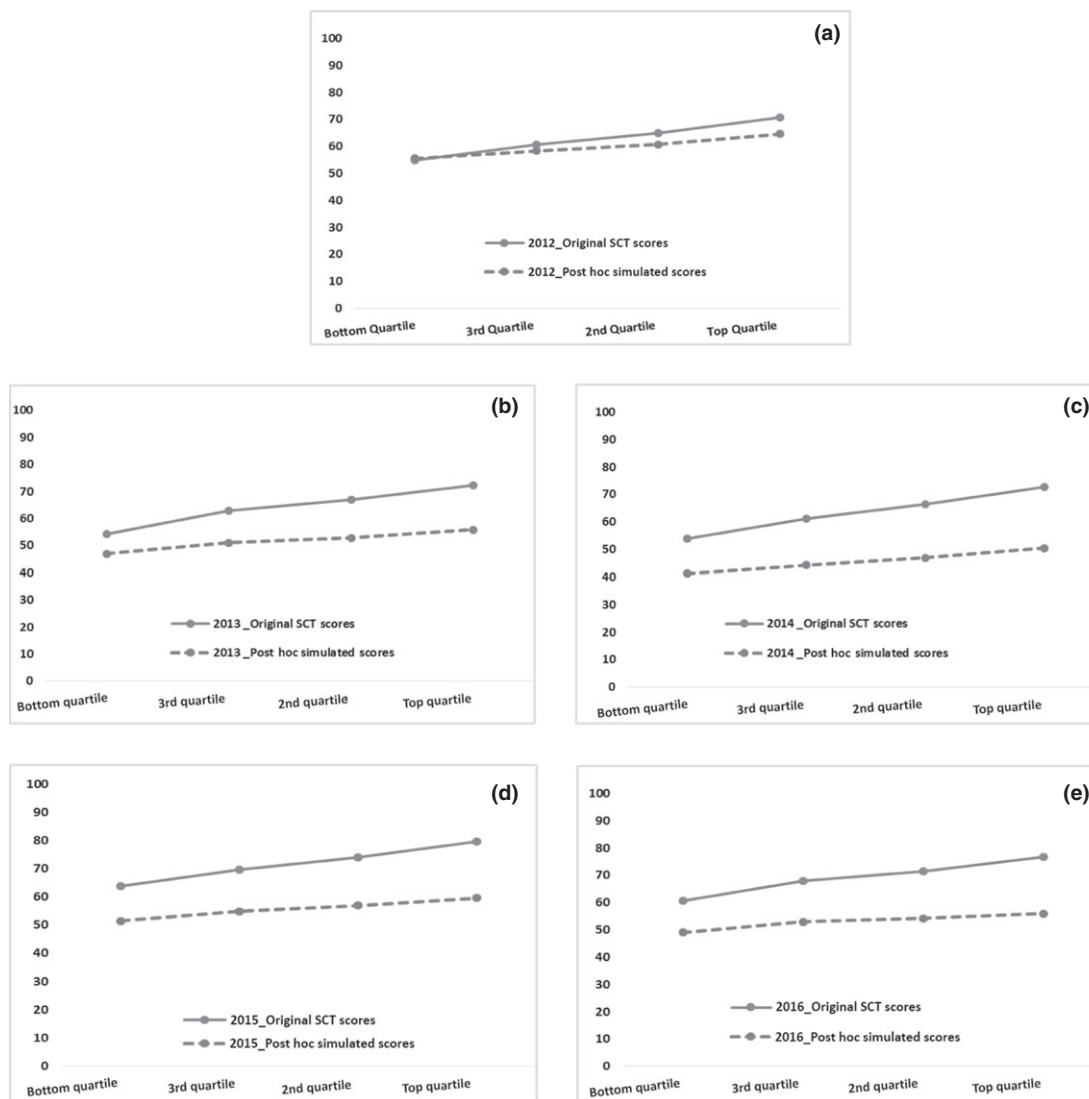 (a)
100
90
80
70
60
50
40
30
20
10
0
2012_Original SCT scores
2012_Post hoc simulated scores
Bottom Quartile 3rd Quartile 2nd Quartile Top Quartile
(b)
100
90
80
70
60
50
40
30
20
10
0
2013_Original SCT scores
2013_Post hoc simulated scores
Bottom quartile 3rd quartile 2nd quartile Top quartile
(c)
100
90
80
70
60
50
40
30
20
10
0
2014_Original SCT scores
2014_Post hoc simulated scores
Bottom quartile 3rd quartile 2nd quartile Top quartile
(d)
100
90
80
70
60
50
40
30
20
10
0
2015_Original SCT scores
2015_Post hoc simulated scores
Bottom quartile 3rd quartile 2nd quartile Top quartile
(e)
100
90
80
70
60
50
40
30
20
10
0
2016_Original SCT scores
2016_Post hoc simulated scores
Bottom quartile 3rd quartile 2nd quartile Top quartile